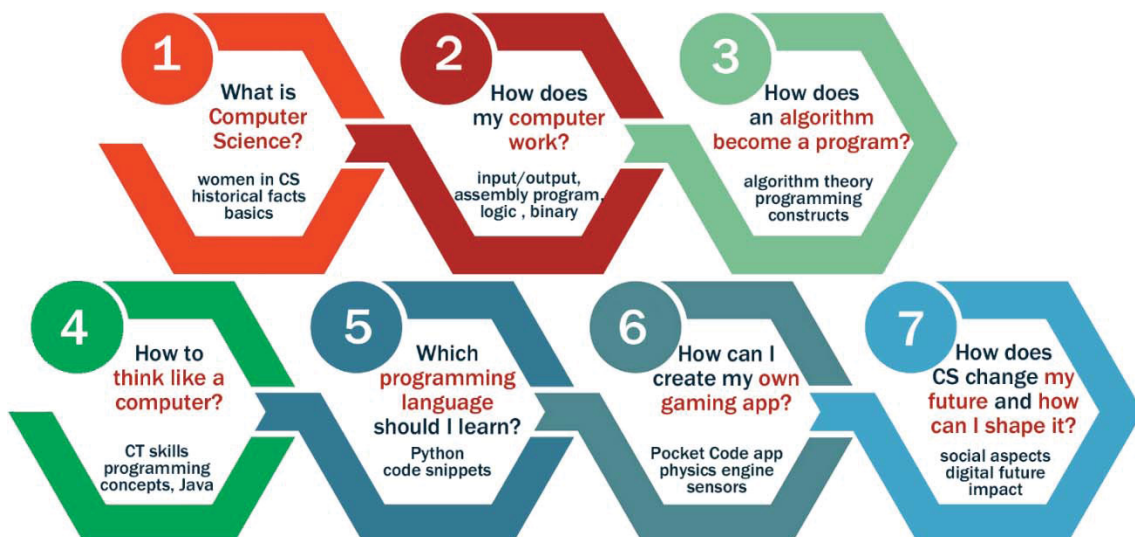 1
What is
Computer
Science?
women in CS
historical facts
basics
2
How does
my computer
work?
input/output,
assembly program,
logic , binary
3
How does
an algorithm
become a program?
algorithm theory
programming
constructs
4
How to
think like a
computer?
CT skills
programming
concepts, Java
5
Which
programming
language
should I learn?
Python
code snippets
6
How can I
create my own
gaming app?
Pocket Code app
physics engine
sensors
7
How does
CS change my
future and how
can I shape it?
social aspects
digital future
impact